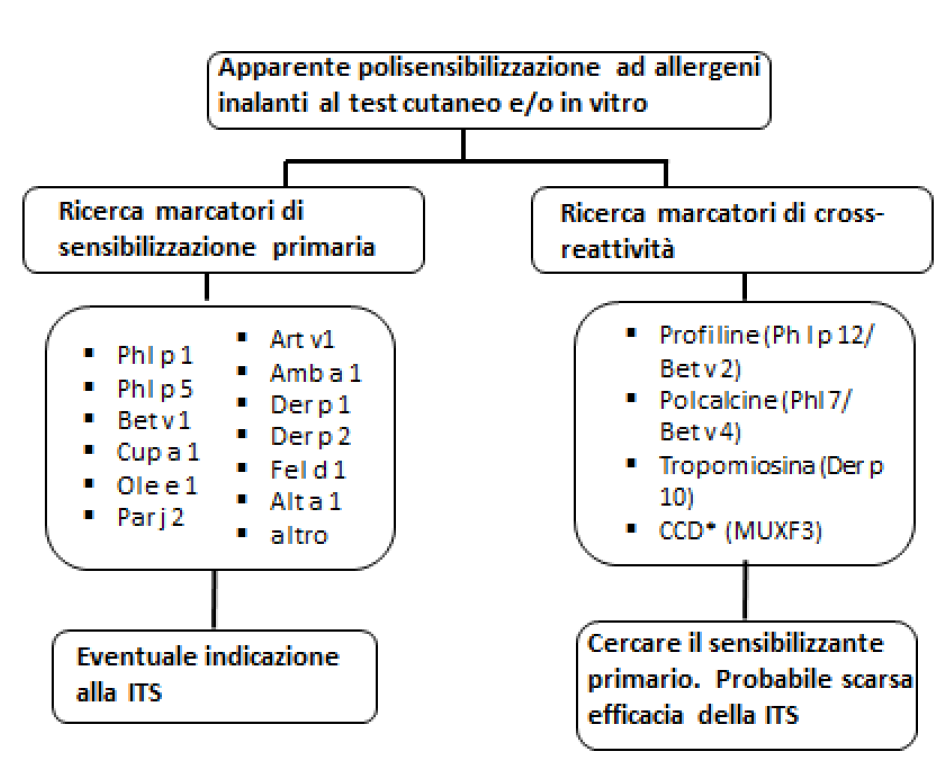 Apparente polisensibilizzazione ad allergeni
inalanti al test cutaneo e/o in vitro
Ricerca marcatori di
sensibilizzazione primaria
Ricerca marcatori di cross-
reattività
▪ Phl p 1
▪ Phl p 5
▪ Bet v 1
▪ Cup a 1
▪ Ole e 1
▪ Par j 2
▪ Art v1
▪ Amb a 1
▪ Der p 1
▪ Der p 2
▪ Fel d 1
▪ Alt a 1
▪ altro
▪ Profiline (Ph l p 12/
Bet v 2)
▪ Polcalcine (Phl 7/
Bet v 4)
▪ Tropomiosina (Der p
10)
▪ CCD* (MUXF3)
Eventuale indicazione
alla ITS
Cercare il sensibilizzante
primario. Probabile scarsa
efficacia della ITS